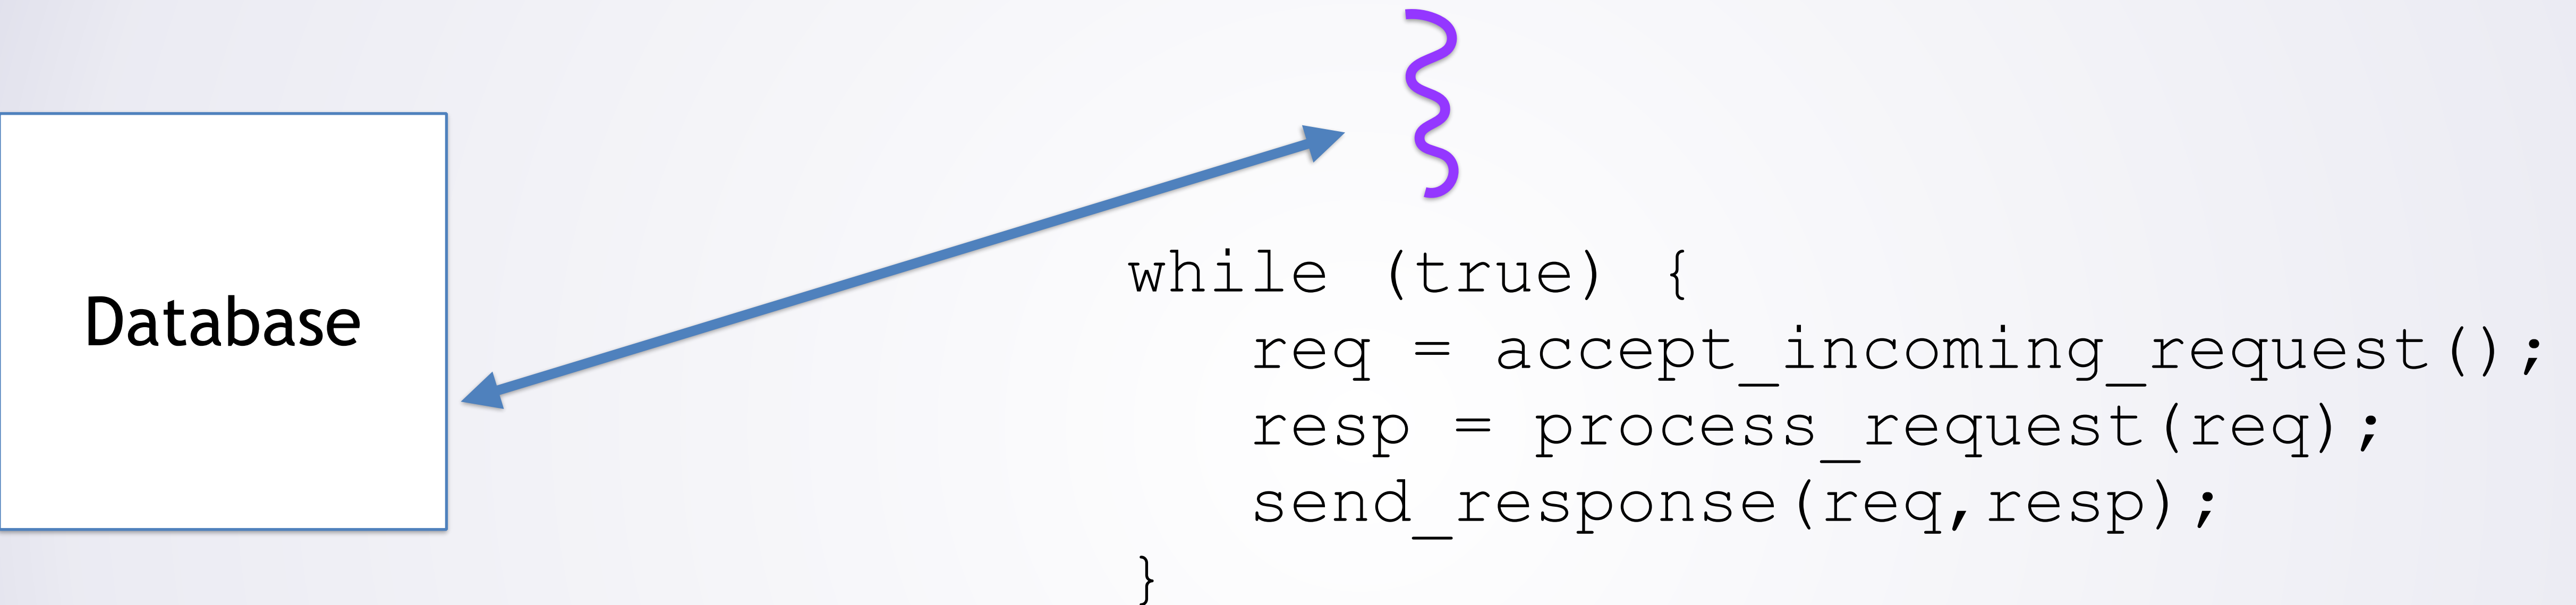 Database
while (true) {
   req = accept_incoming_request();
   resp = process_request(req);
   send_response(req,resp);
}